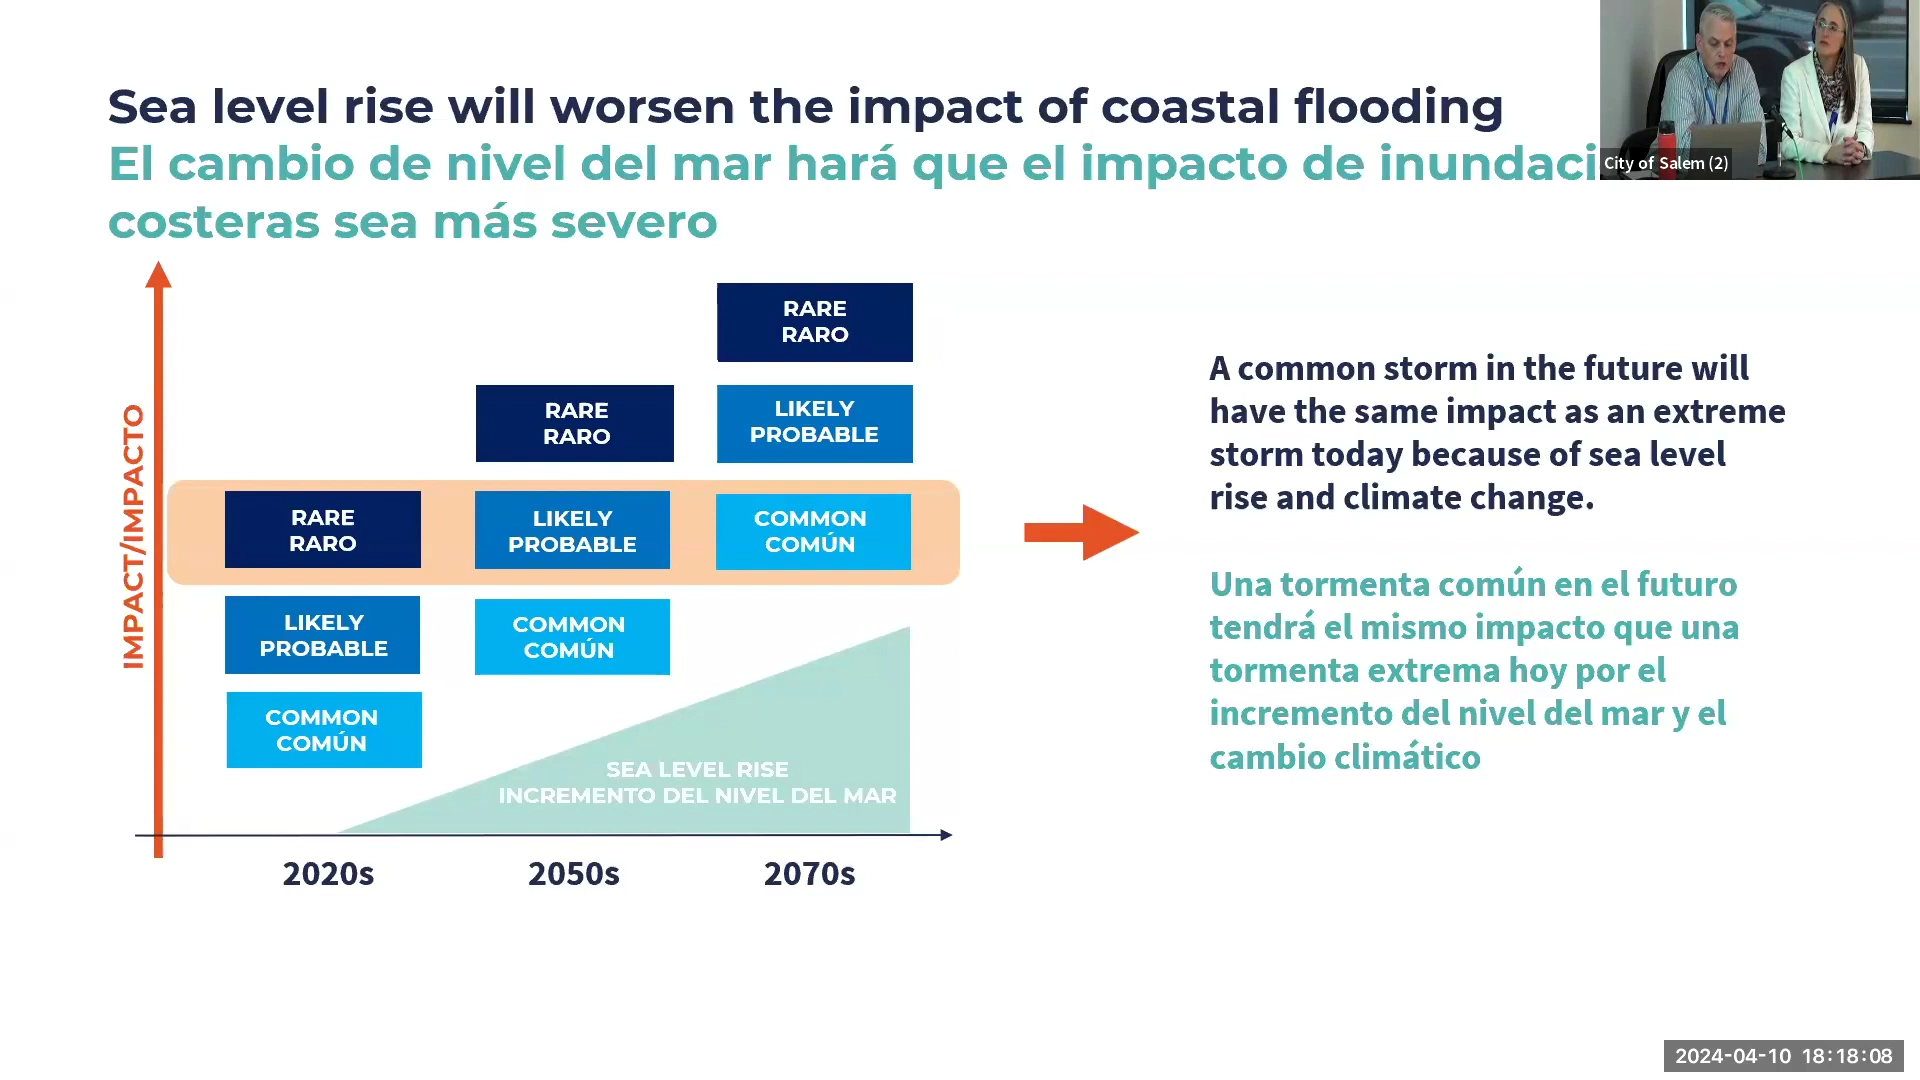 Sea level rise will worsen the impact of coastal flooding
El cambio de nivel del mar hará que el impacto de
costeras sea más severo
City of Salem (2)
IMPACT/IMPACTO
RARE
RARO
RARE
RARO
LIKELY
PROBABLE
RARE
RARO
LIKELY
PROBABLE
COMMON
COMÚN
LIKELY
PROBABLE
COMMON
COMÚN
COMMON
COMÚN
SEA LEVEL RISE
INCREMENTO DEL NIVEL DEL MAR
2020s
2050s
2070s
A common storm in the future will
have the same impact as an extreme
storm today because of sea level
rise and climate change.
Una tormenta común en el futuro
tendrá el mismo impacto que una
tormenta extrema hoy por el
incremento del nivel del mar y el
cambio climático
2024-04-10 18:18:08